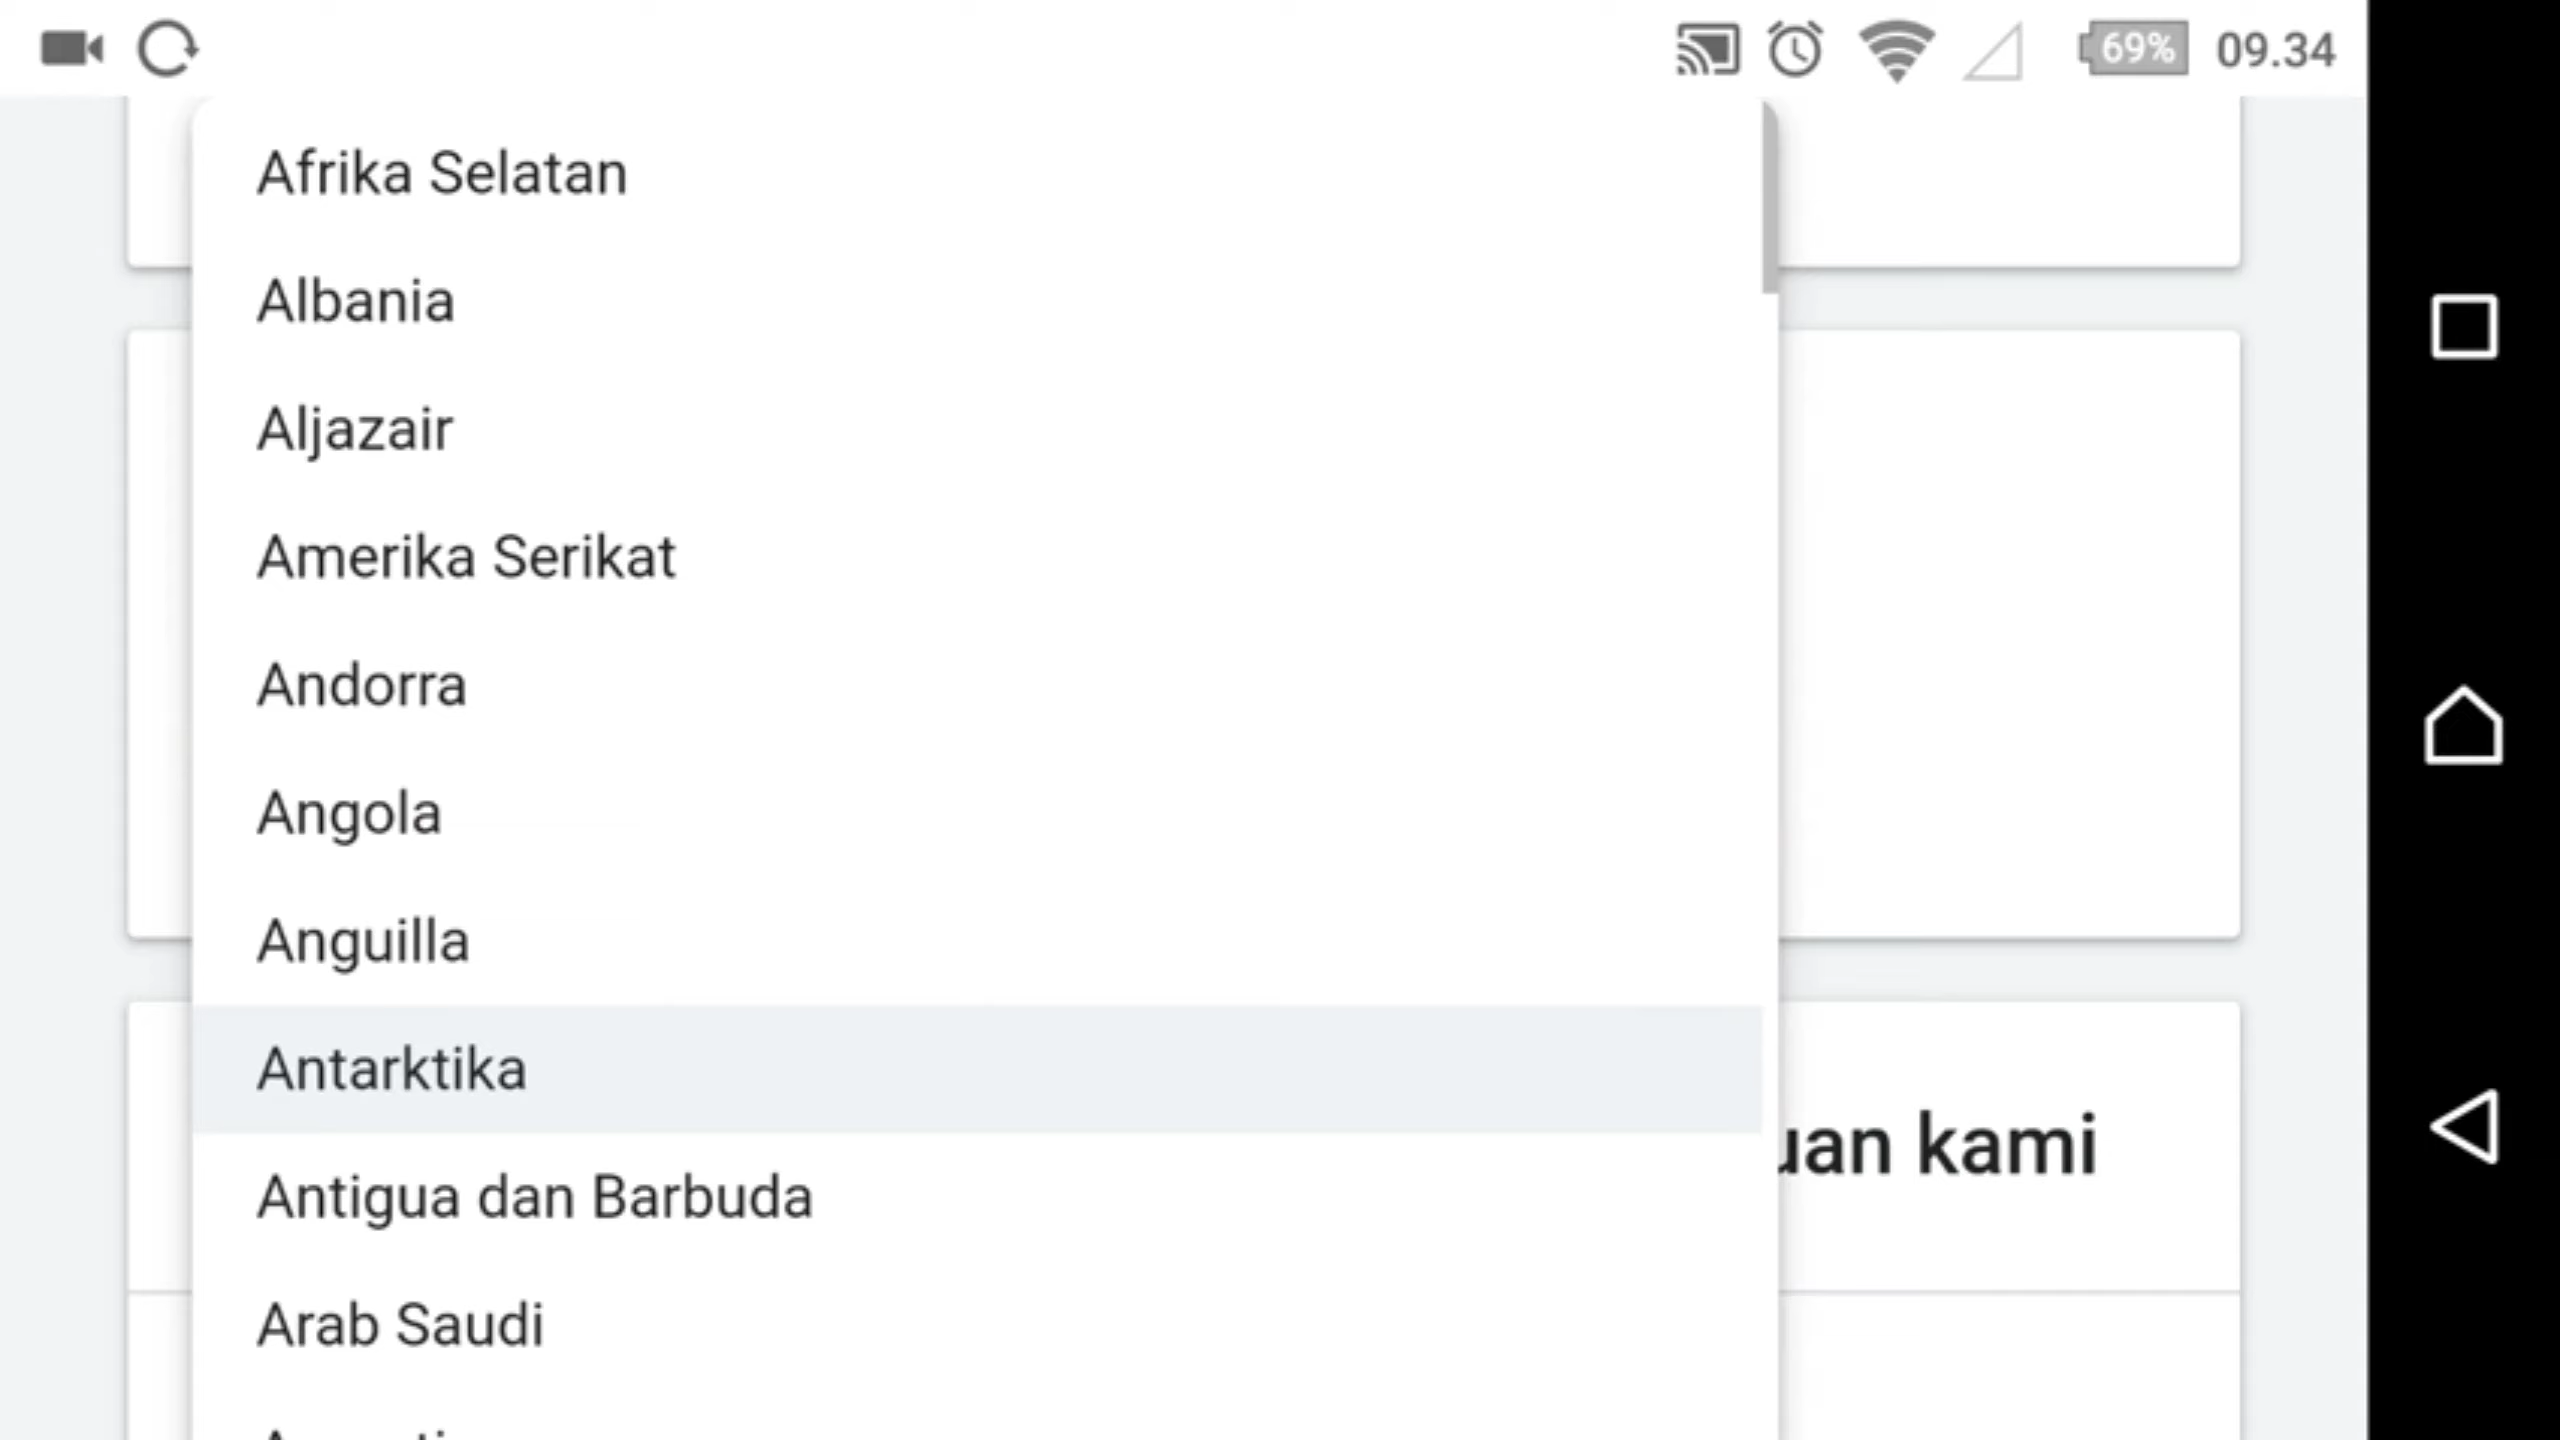 69% 09.34
Afrika Selatan
Albania
Aljazair
Amerika Serikat
Andorra
Angola
Anguilla
Antarktika
uan kami
Antigua dan Barbuda
Arab Saudi